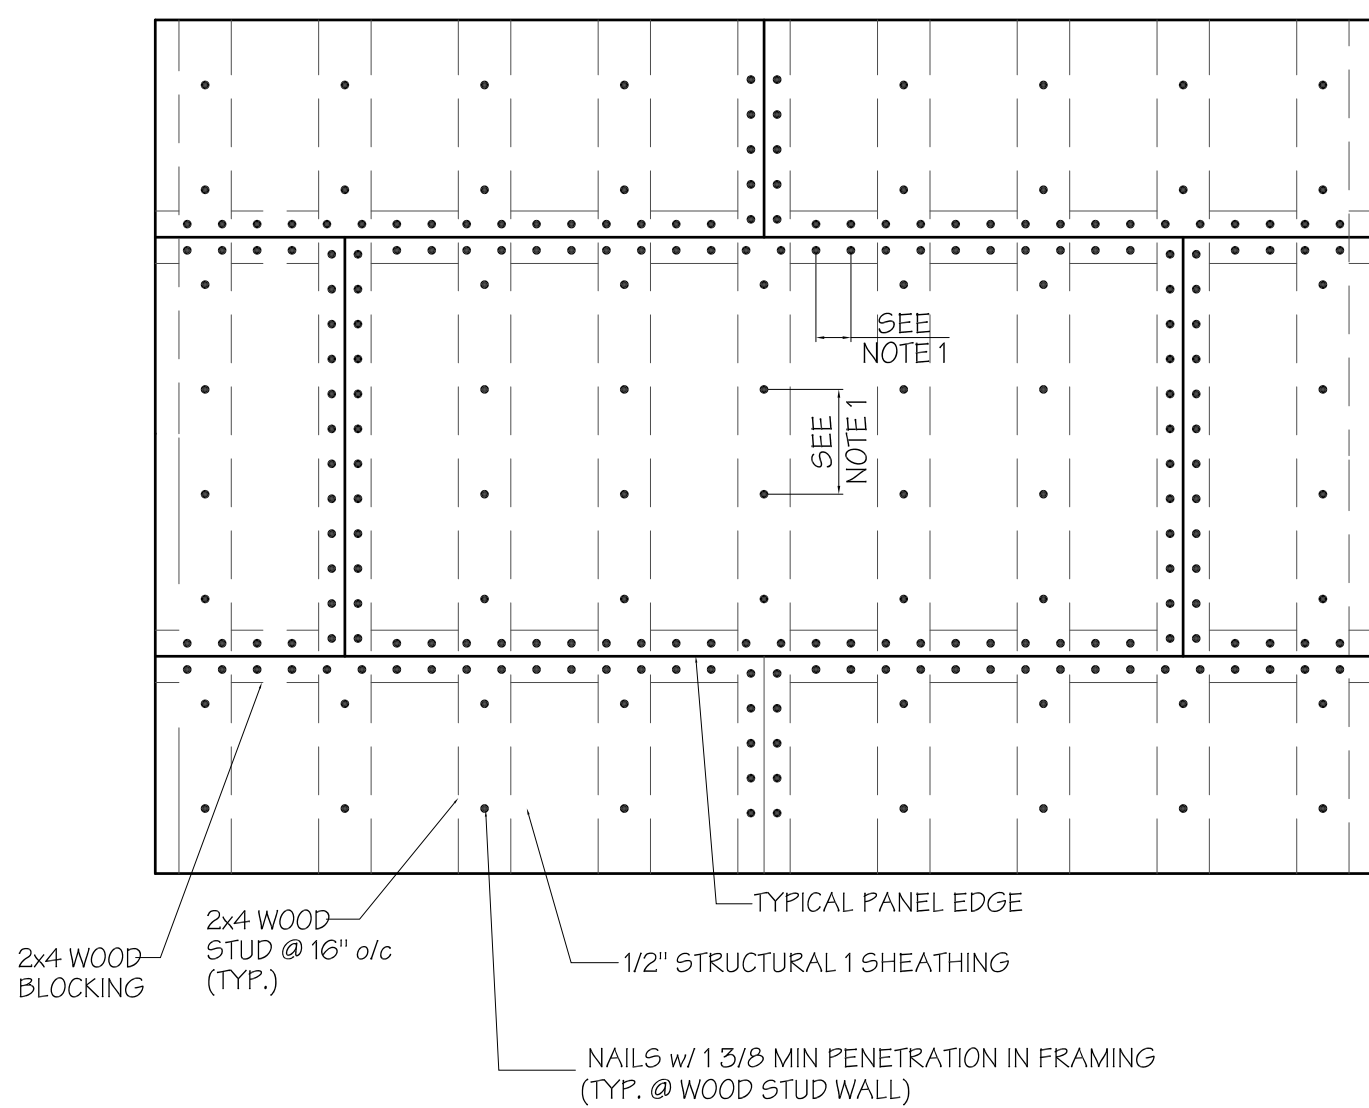 SEE
NOTE 1
SEE
NOTE 1
TYPICAL PANEL EDGE
2x4 WOOD
STUD @ 16" o/c
(TYP.)
2x4 WOOD
BLOCKING
1/2" STRUCTURAL 1 SHEATHING
NAILS w/ 1 3/8 MIN PENETRATION IN FRAMING
(TYP. @ WOOD STUD WALL)